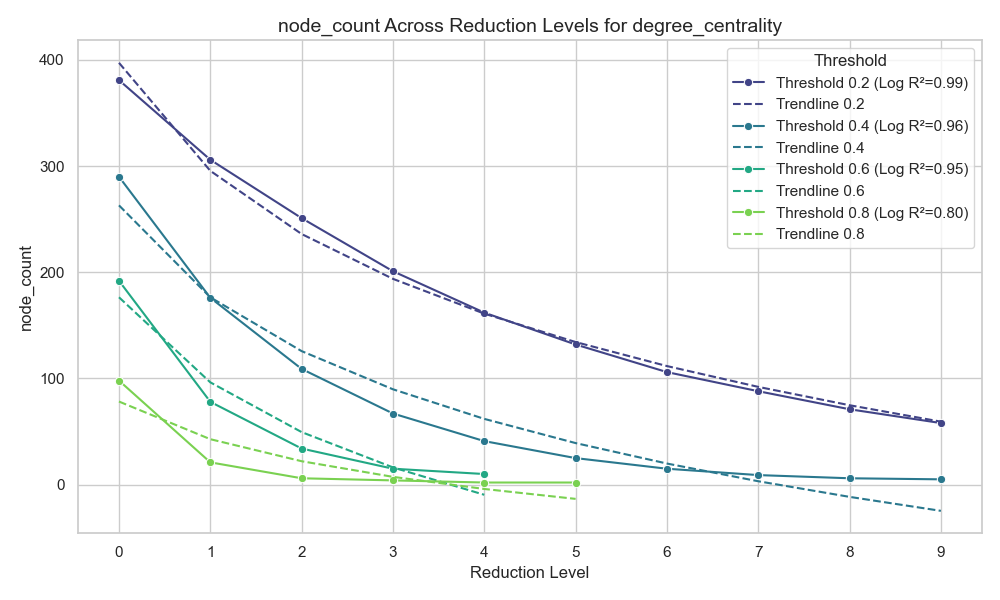 node_count Across Reduction Levels for degree_centrality
Threshold
Threshold 0.2 (Log R²=0.99)
Trendline 0.2
Threshold 0.4 (Log R²=0.96)
Trendline 0.4
Threshold 0.6 (Log R²=0.95)
Trendline 0.6
Threshold 0.8 (Log R²=0.80)
Trendline 0.8
node_count
400
300
200
100
0
0 1 2 3 4 5 6 7 8 9
Reduction Level